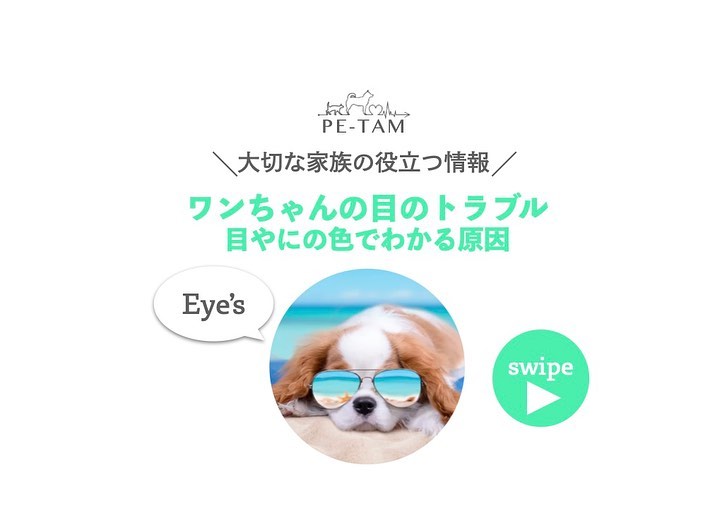 PE-TAM
＼大切な家族の役立つ情報／
ワンちゃんの目のトラブル
目やにの色でわかる原因
Eye's
swipe